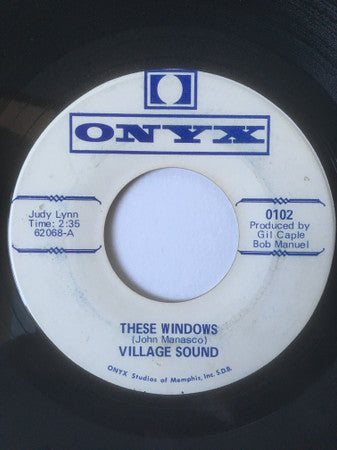 ONYX
Judy Lynn
Time: 2:35
62068-A
0102
Produced by
Gil Caple
Bob Manuel
THESE WINDOWS
(John Manasco)
VILLAGE SOUND
ONYX Studios of Memphis, Inc. S.D.B.